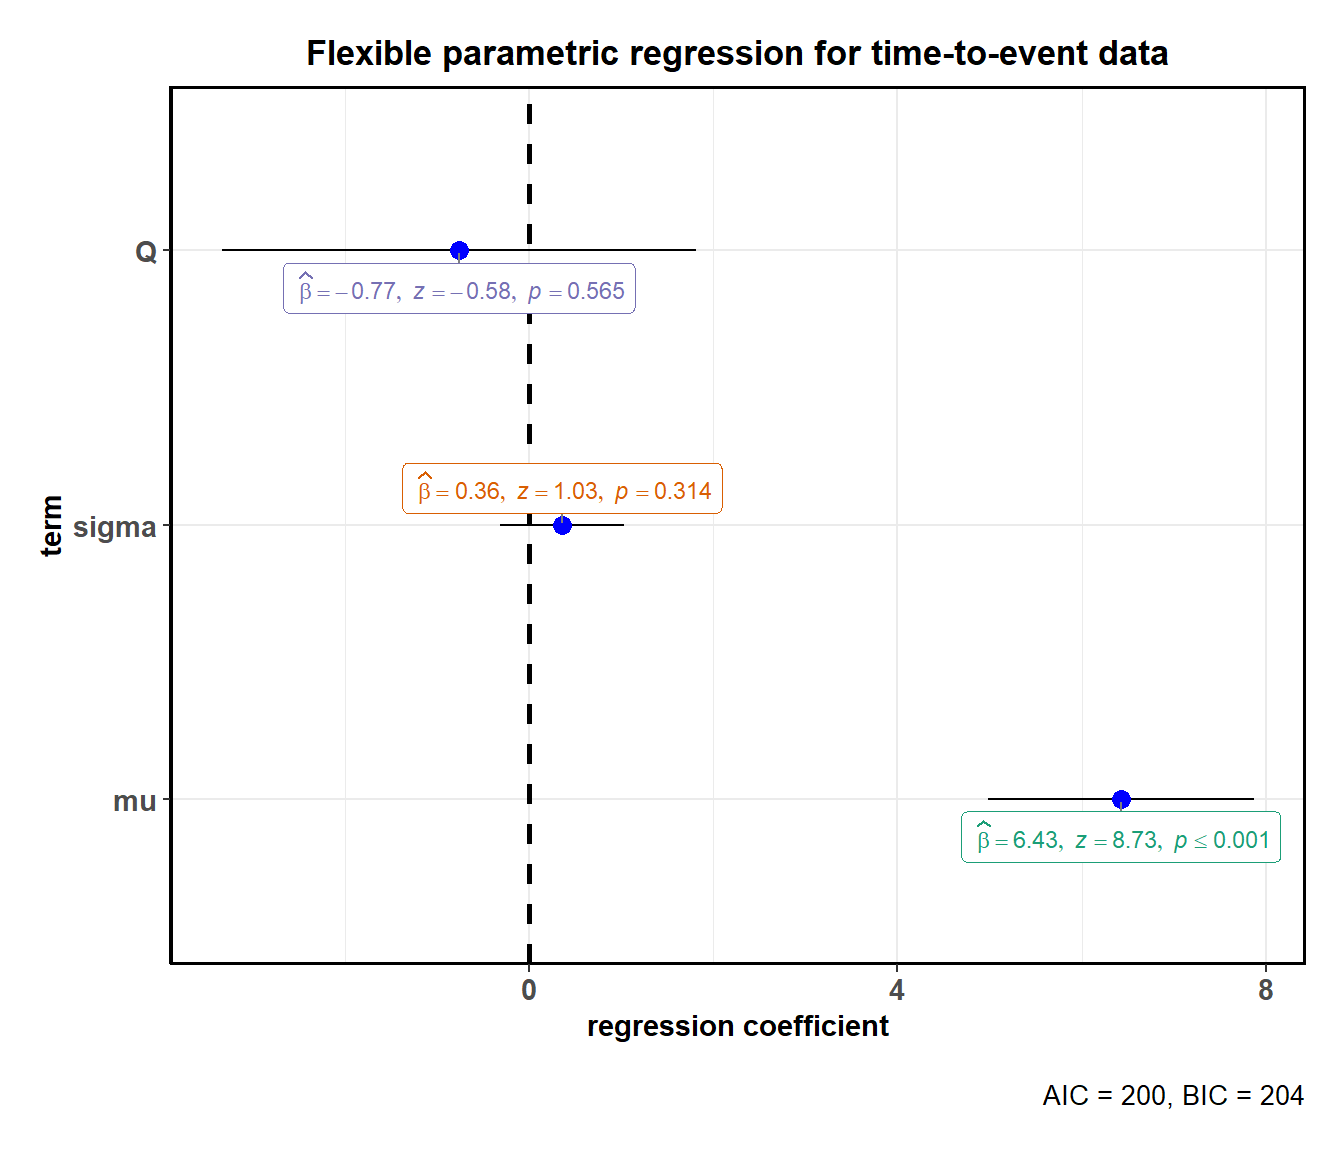 Flexible parametric regression for time-to-event data
Q
β̂ = −0.77, z = −0.58, p = 0.565
β̂ = 0.36, z = 1.03, p = 0.314
term
sigma
mu
β̂ = 6.43, z = 8.73, p ≤ 0.001
0 4 8
regression coefficient
AIC = 200, BIC = 204